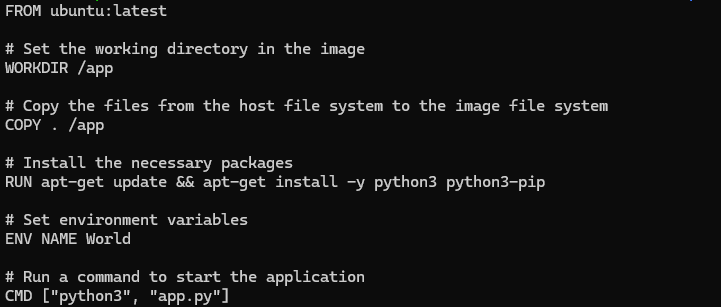 FROM ubuntu:latest
# Set the working directory in the image
WORKDIR /app
# Copy the files from the host file system to the image file system
COPY . /app
# Install the necessary packages
RUN apt-get update && apt-get install -y python3 python3-pip
# Set environment variables
ENV NAME World
# Run a command to start the application
CMD ["python3", "app.py"]